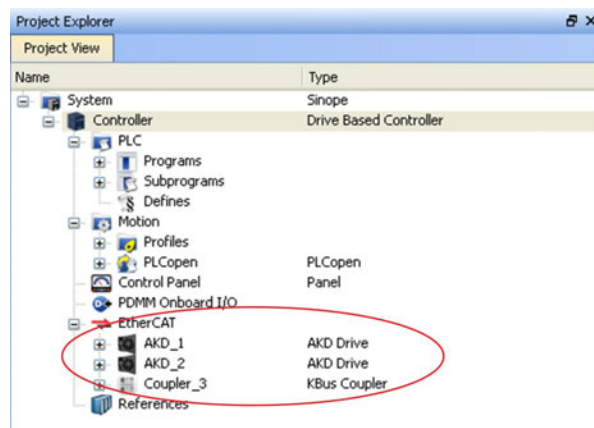 Project Explorer
Project View
Name Type
System Sinope
Controller Drive Based Controller
PLC
Programs
Subprograms
Defines
Motion
Profiles
PLCopen PLCopen
Control Panel Panel
PDMM Onboard I/O
EtherCAT
AKD_1 AKD Drive
AKD_2 AKD Drive
Coupler_3 KBus Coupler
References